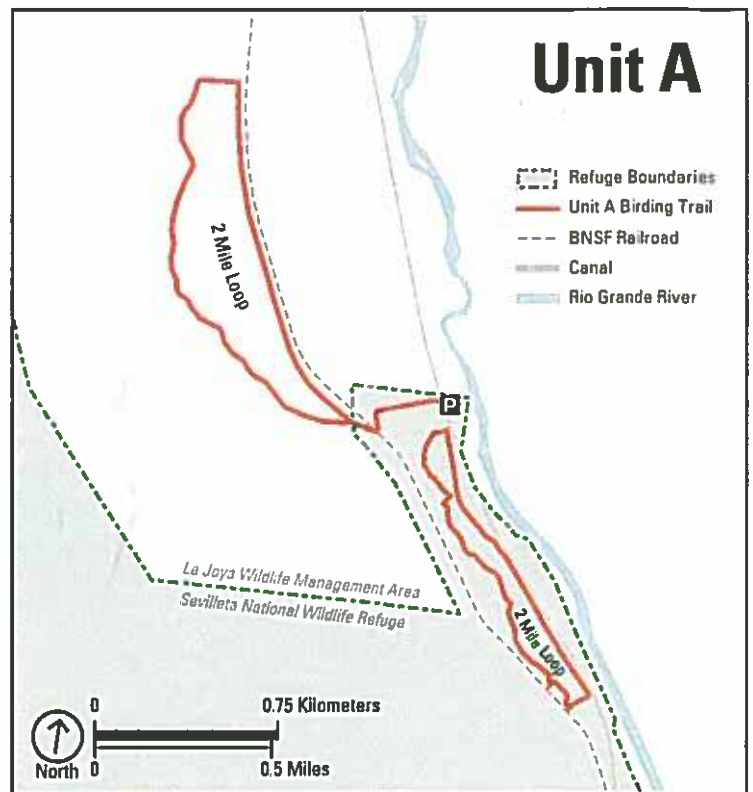 Unit A
Refuge Boundaries
Unit A Birding Trail
BNSF Railroad
Canal
Rio Grande River
2 Mile Loop
P
La Joya Wildlife Management Area
Sevilleta National Wildlife Refuge
2 Mile Loop
0 0.75 Kilometers
North 0 0.5 Miles